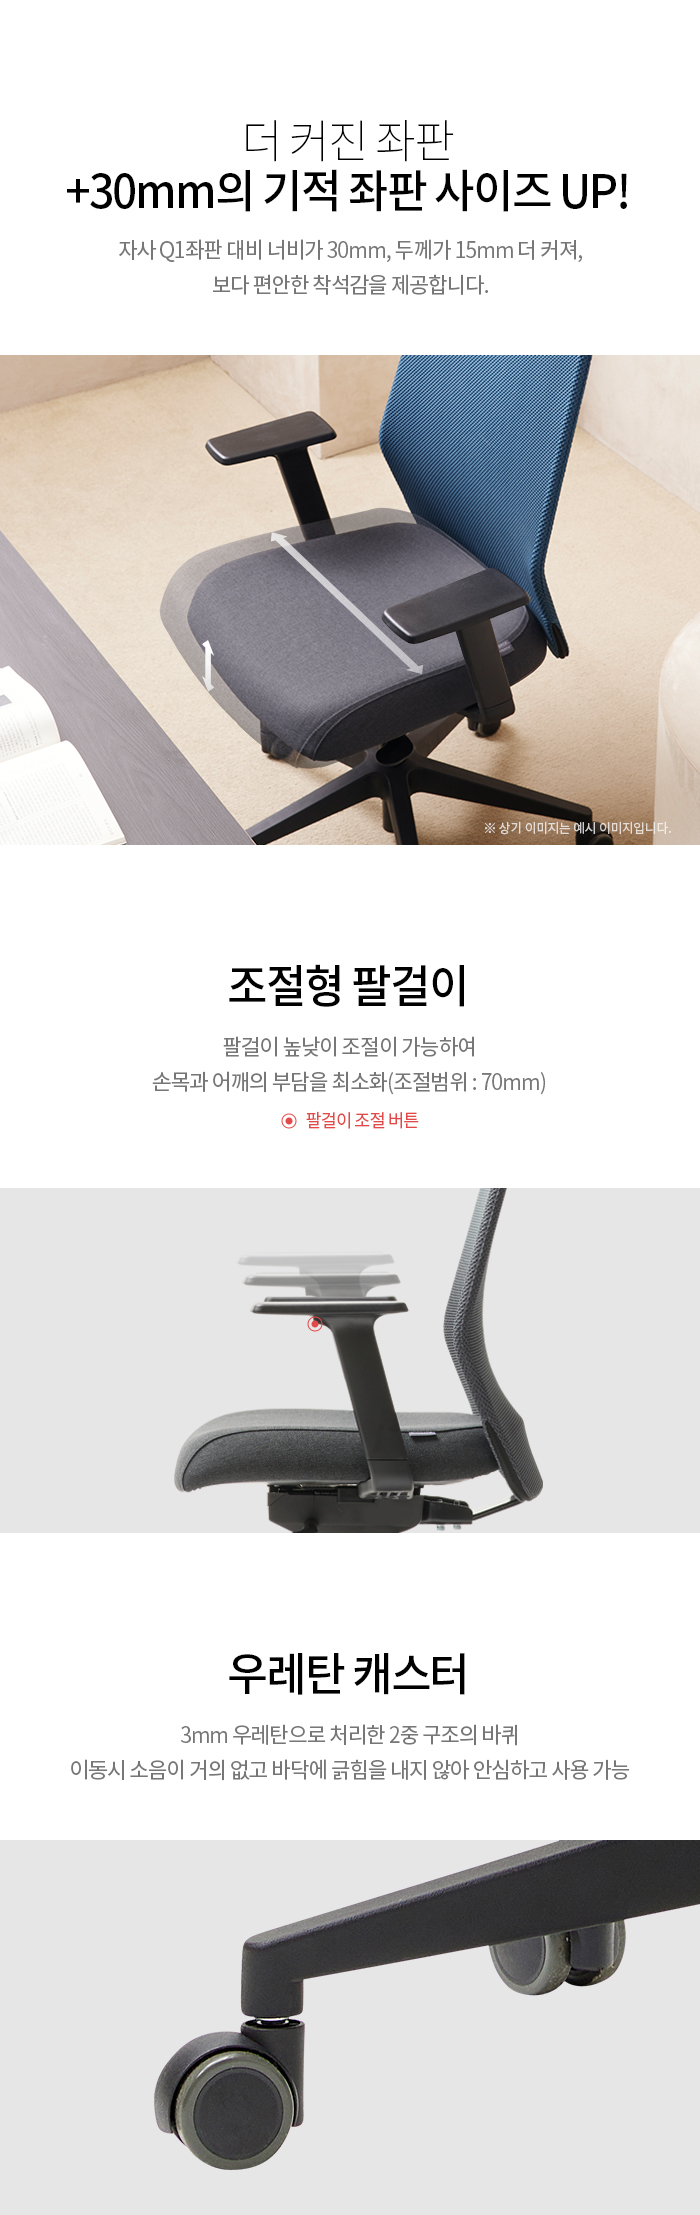 더 커진 좌판
+30mm의 기적 좌판 사이즈 UP!
자사 Q1좌판 대비 너비가 30mm, 두께가 15mm 더 커져,
보다 편안한 착석감을 제공합니다.
※ 상기 이미지는 예시 이미지입니다.
조절형 팔걸이
팔걸이 높낮이 조절이 가능하여
손목과 어깨의 부담을 최소화(조절범위 : 70mm)
팔걸이 조절 버튼
우레탄 캐스터
3mm 우레탄으로 처리한 2중 구조의 바퀴
이동시 소음이 거의 없고 바닥에 긁힘을 내지 않아 안심하고 사용 가능